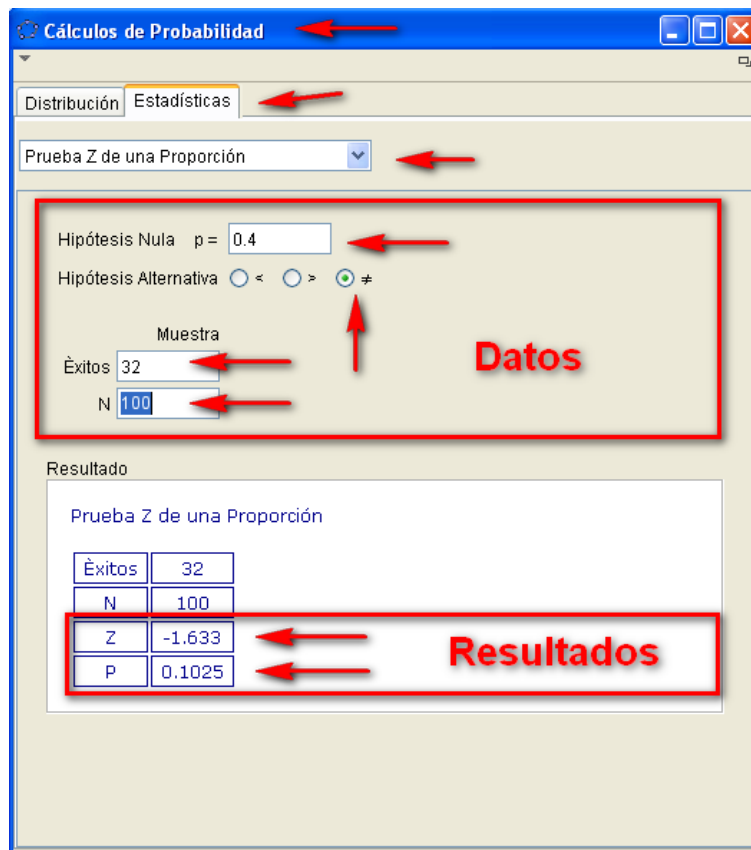 Cálculos de Probabilidad
Distribución Estadísticas
Prueba Z de una Proporción
Hipótesis Nula p = 0.4
Hipótesis Alternativa < > ≠
Muestra
Èxitos 32
N 100
Datos
Resultado
Prueba Z de una Proporción
Èxitos 32
N 100
Z -1.633
P 0.1025
Resultados